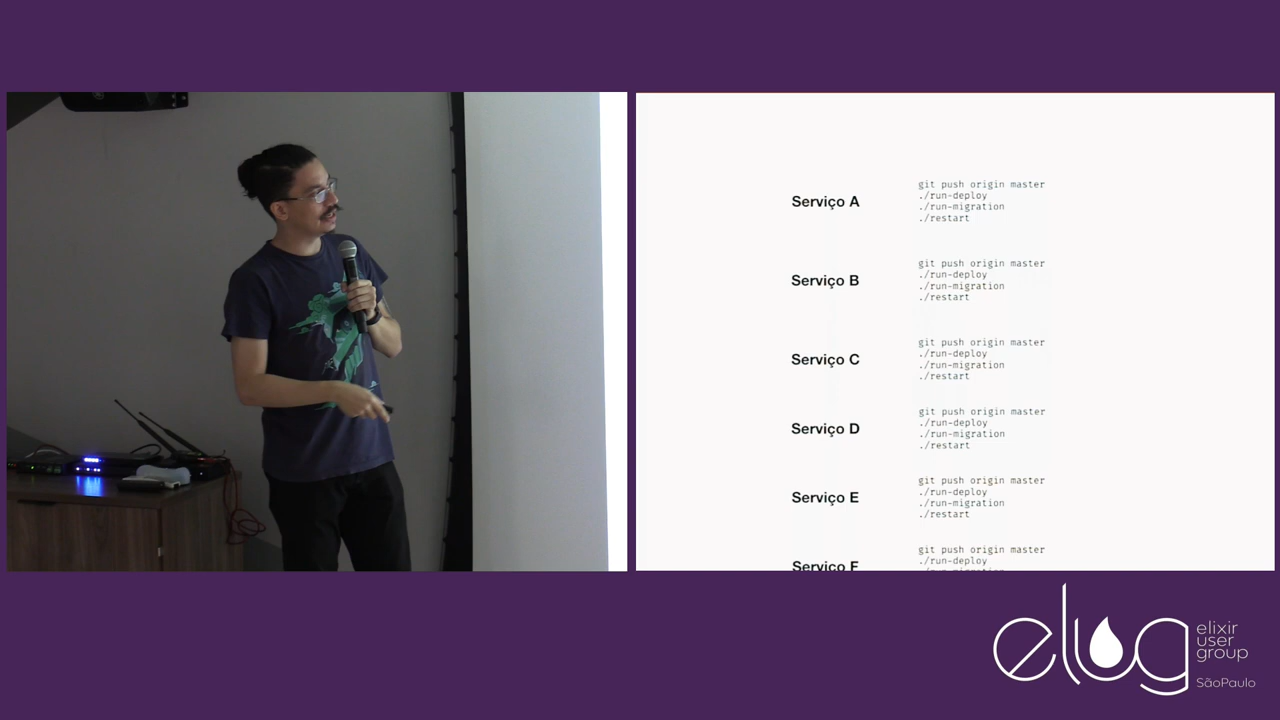 Serviço A
git push origin master
./run-deploy
./run-migration
./restart
Serviço B
git push origin master
./run-deploy
./run-migration
./restart
Serviço C
git push origin master
./run-deploy
./run-migration
./restart
Serviço D
git push origin master
./run-deploy
./run-migration
./restart
Serviço E
git push origin master
./run-deploy
./run-migration
./restart
Serviço F
git push origin master
./run-deploy
elug
elixir
user
group
SãoPaulo